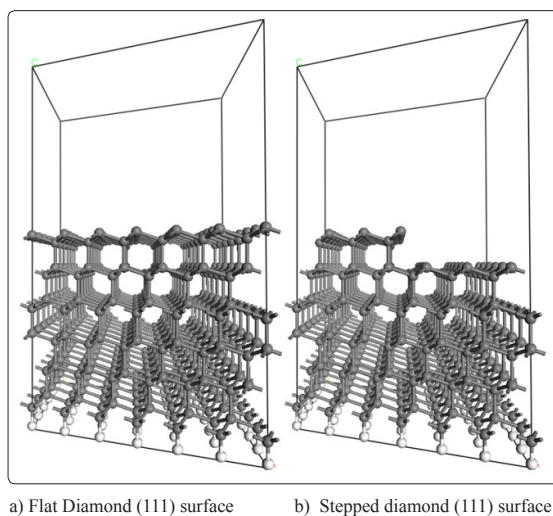 C
C
a) Flat Diamond (111) surface
b) Stepped diamond (111) surface